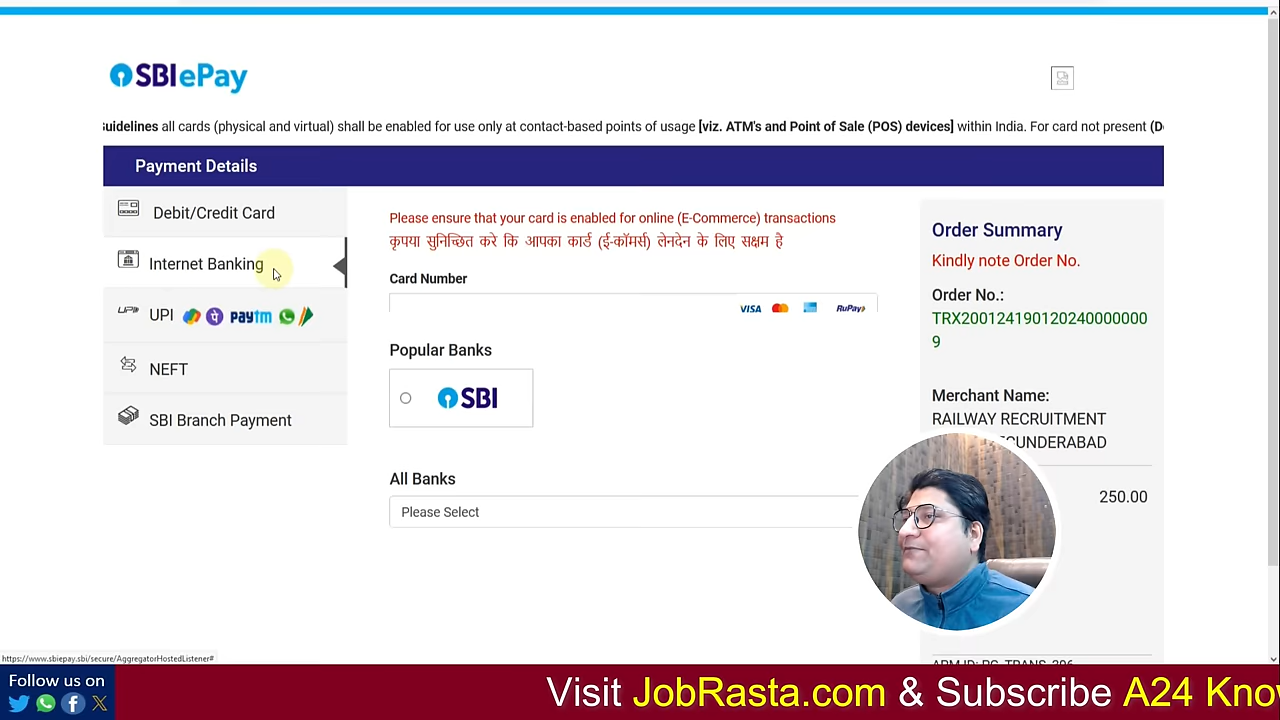 SBI ePay
Guidelines all cards (physical and virtual) shall be enabled for use only at contact-based points of usage [viz. ATM's and Point of Sale (POS) devices] within India. For card not present (D
Payment Details
Debit/Credit Card
Internet Banking
UPI paytm
NEFT
SBI Branch Payment
Please ensure that your card is enabled for online (E-Commerce) transactions
कृपया सुनिच्छित करे कि आपका कार्ड (ई-कॉमर्स) लेनदेन के लिए सक्षम है
Card Number
VISA RuPay
Popular Banks
SBI
All Banks
Please Select
Order Summary
Kindly note Order No.
Order No.:
TRX200124190120240000000
9
Merchant Name:
RAILWAY RECRUITMENT
CUNDERABAD
250.00
https://www.sbiepay.sbi/secure/AggregatorHostedListener#
Follow us on
Visit JobRasta.com & Subscribe A24 Kno